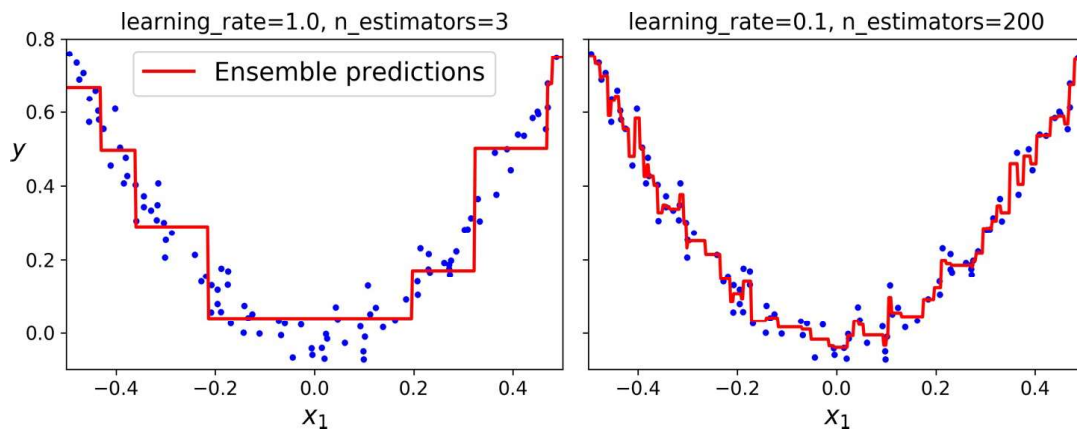 learning_rate=1.0, n_estimators=3
0.8
0.6
0.4
0.2
0.0
y
Ensemble predictions
−0.4 −0.2 0.0 0.2 0.4
x1
learning_rate=0.1, n_estimators=200
−0.4 −0.2 0.0 0.2 0.4
x1